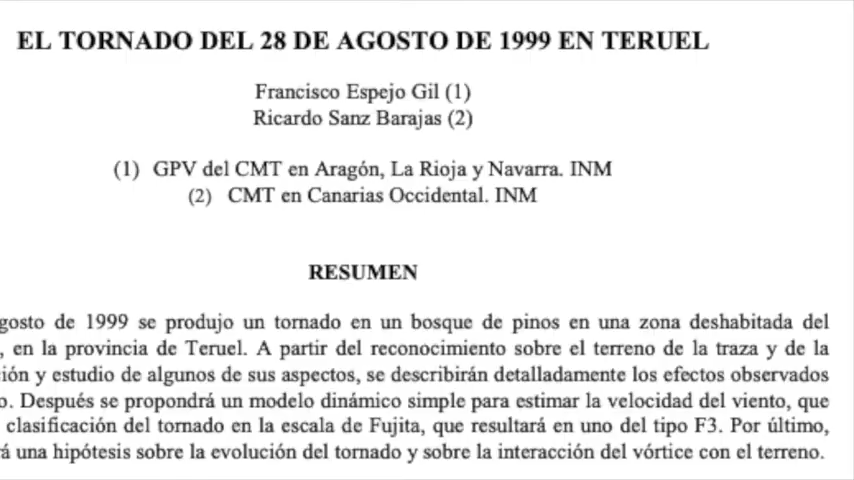 EL TORNADO DEL 28 DE AGOSTO DE 1999 EN TERUEL
Francisco Espejo Gil (1)
Ricardo Sanz Barajas (2)
(1) GPV del CMT en Aragón, La Rioja y Navarra. INM
(2) CMT en Canarias Occidental. INM
RESUMEN
gosto de 1999 se produjo un tornado en un bosque de pinos en una zona deshabitada del
, en la provincia de Teruel. A partir del reconocimiento sobre el terreno de la traza y de la
ión y estudio de algunos de sus aspectos, se describirán detalladamente los efectos observados
o. Después se propondrá un modelo dinámico simple para estimar la velocidad del viento, que
clasificación del tornado en la escala de Fujita, que resultará en uno del tipo F3. Por último,
á una hipótesis sobre la evolución del tornado y sobre la interacción del vórtice con el terreno.